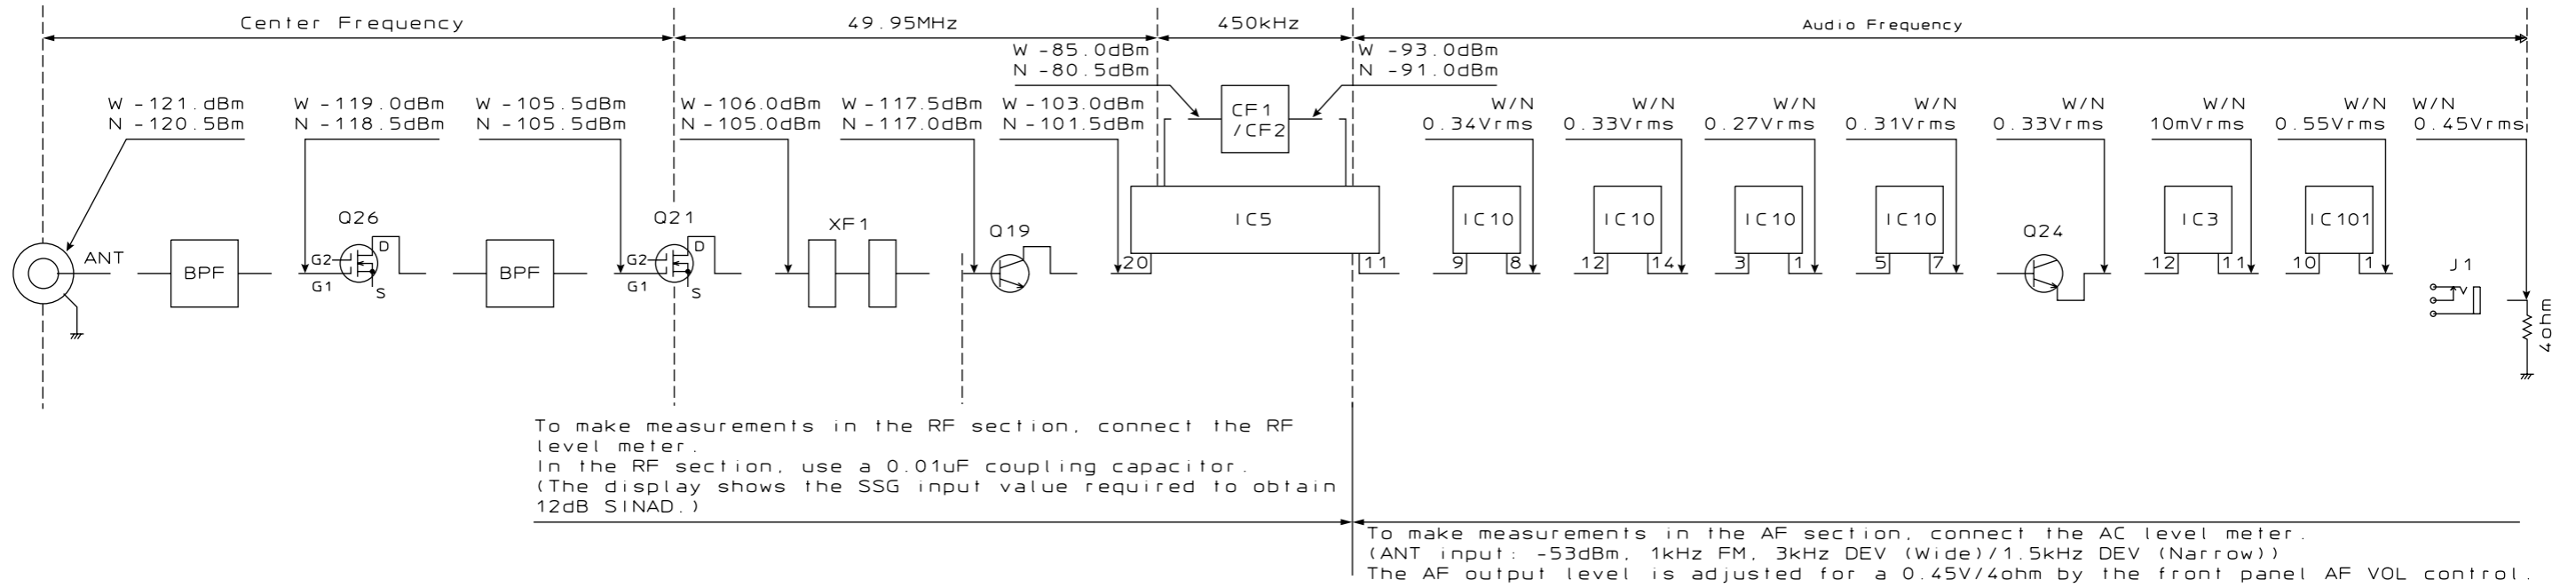 Center Frequency
49.95MHz
450kHz
Audio Frequency
W -85.0dBm
N -80.5dBm
W -93.0dBm
N -91.0dBm
W -121.dBm
N -120.5Bm
W -119.0dBm
N -118.5dBm
W -105.5dBm
N -105.5dBm
W -106.0dBm
N -105.0dBm
W -117.5dBm
N -117.0dBm
W -103.0dBm
N -101.5dBm
CF1
/CF2
W/N
0.34Vrms
W/N
0.33Vrms
W/N
0.27Vrms
W/N
0.31Vrms
W/N
0.33Vrms
W/N
10mVrms
W/N
0.55Vrms
W/N
0.45Vrms
ANT
BPF
Q26
G2
G1
D
S
BPF
Q21
G2
G1
D
S
XF1
Q19
IC5
20
11
IC10
9
8
IC10
12
14
IC10
3
1
IC10
5
7
Q24
IC3
12
11
IC101
10
1
J1
4ohm
To make measurements in the RF section, connect the RF
level meter.
In the RF section, use a 0.01uF coupling capacitor.
(The display shows the SSG input value required to obtain
12dB SINAD.)
To make measurements in the AF section, connect the AC level meter.
(ANT input: -53dBm, 1kHz FM, 3kHz DEV (Wide)/1.5kHz DEV (Narrow))
The AF output level is adjusted for a 0.45V/4ohm by the front panel AF VOL control.